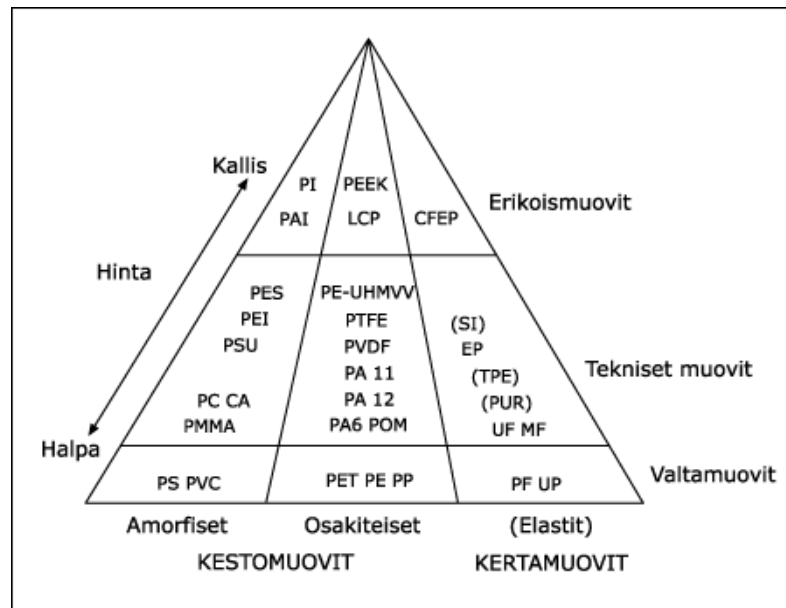 Kallis
PI PEEK
PAI LCP CFEP
Erikoismuovit
Hinta
PES PE-UHMVV
PEI PTFE (SI)
PSU PVDF EP
PA 11 (TPE)
Tekniset muovit
PC CA PA 12 (PUR)
PMMA PA6 POM UF MF
Halpa
Valtamuovit
PS PVC PET PE PP PF UP
Amorfiset Osakiteiset (Elastit)
KESTOMUOVIT KERTAMUOVIT